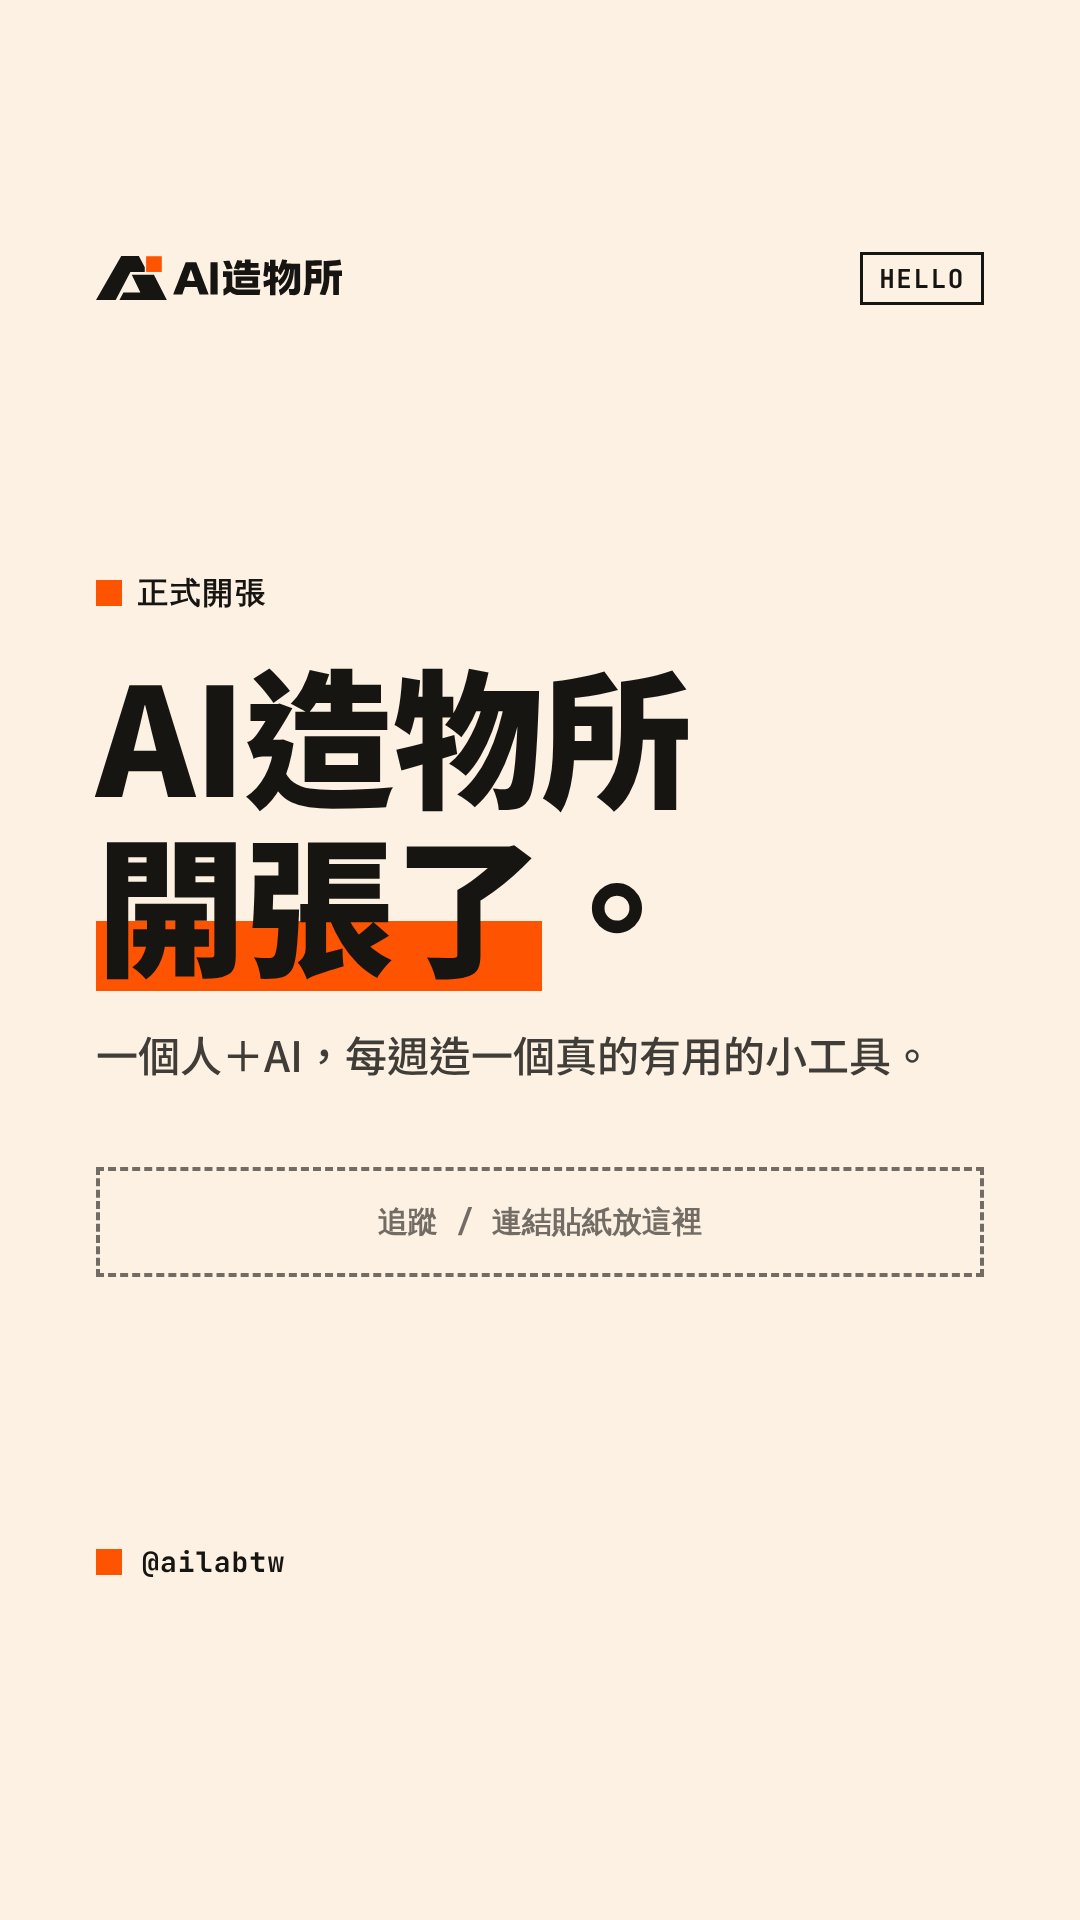 AI造物所
HELLO
正式開張
AI造物所
開張了。
一個人＋AI，每週造一個真的有用的小工具。
追蹤 / 連結貼紙放這裡
@ailabtw